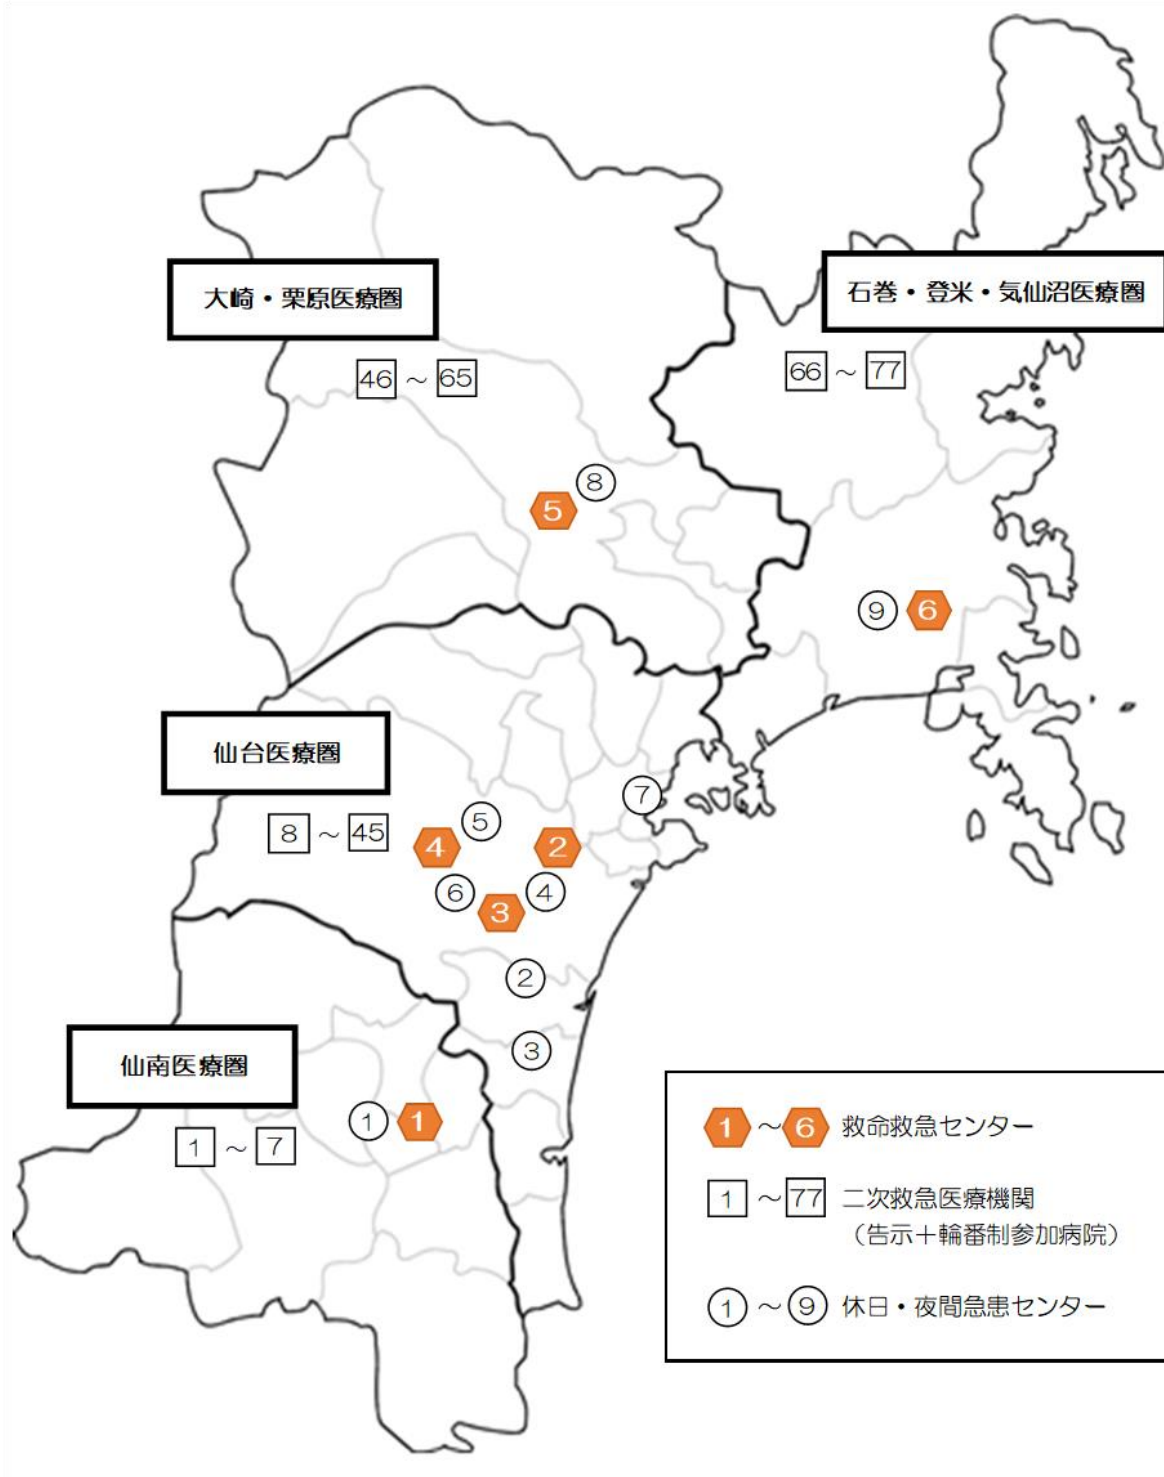 大崎・栗原医療圏
石巻・登米・気仙沼医療圏
46 ～ 65
66 ～ 77
8
5
9 6
仙台医療圏
7
8 ～ 45
5
4 2
6 4
3
2
3
仙南医療圏
1 1
1 ～ 7
1 ～ 6 救命救急センター
1 ～ 77 二次救急医療機関
（告示＋輪番制参加病院）
1 ～ 9 休日・夜間急患センター